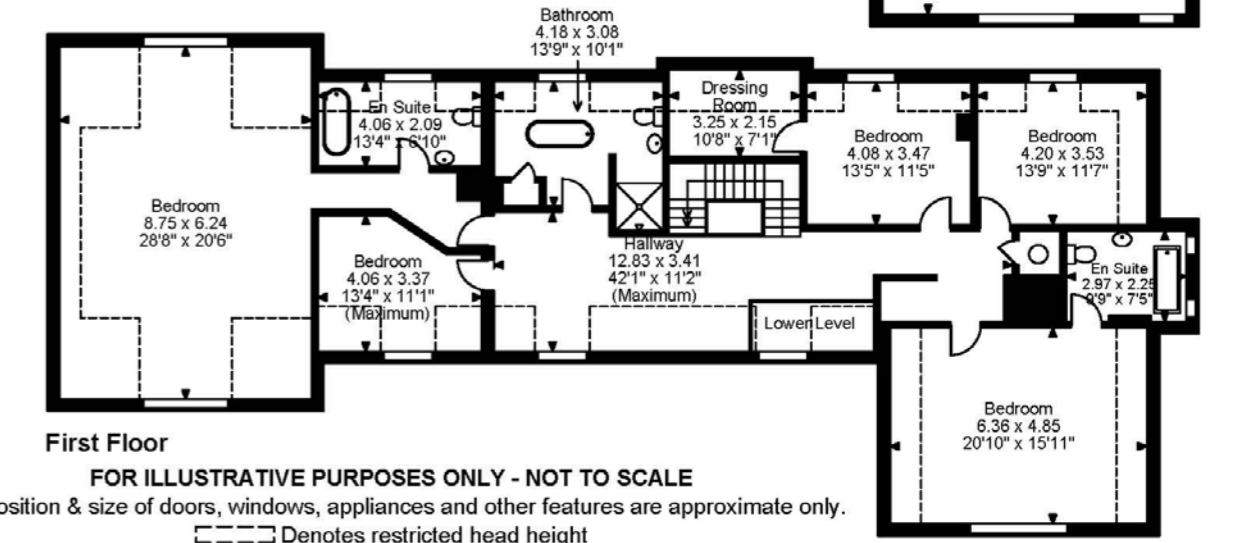 Bathroom
4.18 x 3.08
13'9" x 10'1"
En Suite
4.06 x 2.09
13'4" x 6'10"
Dressing
Room
3.25 x 2.15
10'8" x 7'1"
Bedroom
4.08 x 3.47
13'5" x 11'5"
Bedroom
4.20 x 3.53
13'9" x 11'7"
Bedroom
8.75 x 6.24
28'8" x 20'6"
Bedroom
4.06 x 3.37
13'4" x 11'1"
(Maximum)
Hallway
12.83 x 3.41
42'1" x 11'2"
(Maximum)
Lower Level
En Suite
2.97 x 2.25
9'9" x 7'5"
Bedroom
6.36 x 4.85
20'10" x 15'11"
First Floor
FOR ILLUSTRATIVE PURPOSES ONLY - NOT TO SCALE
osition & size of doors, windows, appliances and other features are approximate only.
Denotes restricted head height